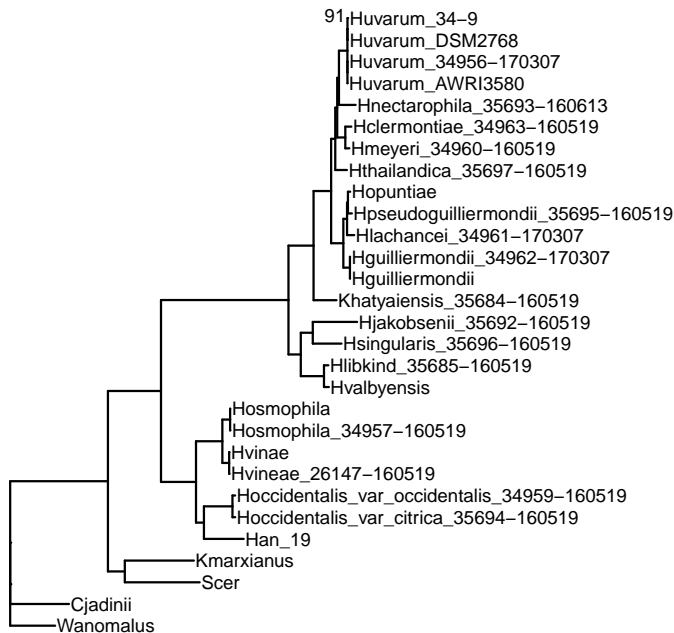 91 Huvarum_34−9
Huvarum_DSM2768
Huvarum_34956−170307
Huvarum_AWRI3580
Hnectarophila_35693−160613
Hclermontiae_34963−160519
Hmeyeri_34960−160519
Hthailandica_35697−160519
Hopuntiae
Hpseudoguilliermondii_35695−160519
Hlachancei_34961−170307
Hguilliermondii_34962−170307
Hguilliermondii
Khatyaiensis_35684−160519
Hjakobsenii_35692−160519
Hsingularis_35696−160519
Hlibkind_35685−160519
Hvalbyensis
Hosmophila
Hosmophila_34957−160519
Hvinae
Hvineae_26147−160519
Hoccidentalis_var_occidentalis_34959−160519
Hoccidentalis_var_citrica_35694−160519
Han_19
Kmarxianus
Scer
Cjadinii
Wanomalus